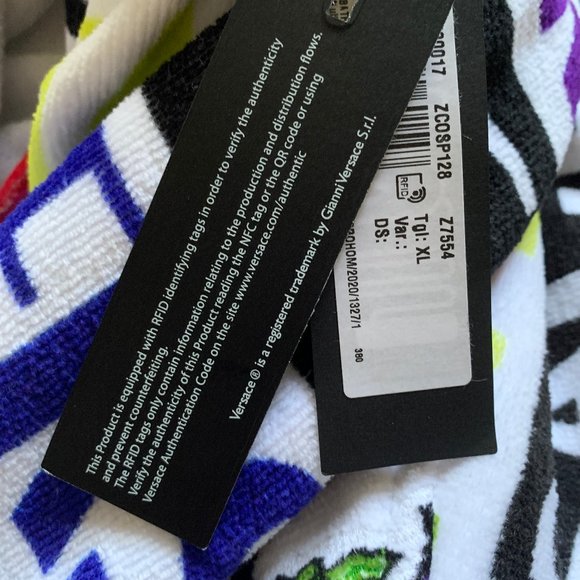 This Product is equipped with RFID identifying tags in order to verify the authenticity
and prevent counterfeiting.
The RFID tags only contain information relating to the production and distribution flows.
Verify the authenticity of this Product reading the NFC tag or the QR code or using
Versace Authentication Code on the site www.versace.com/authentic
Versace ® is a registered trademark by Gianni Versace S.r.l.
ZCOSP128
Z7554
RFID
Tgl: XL
Var.:
DS:
380